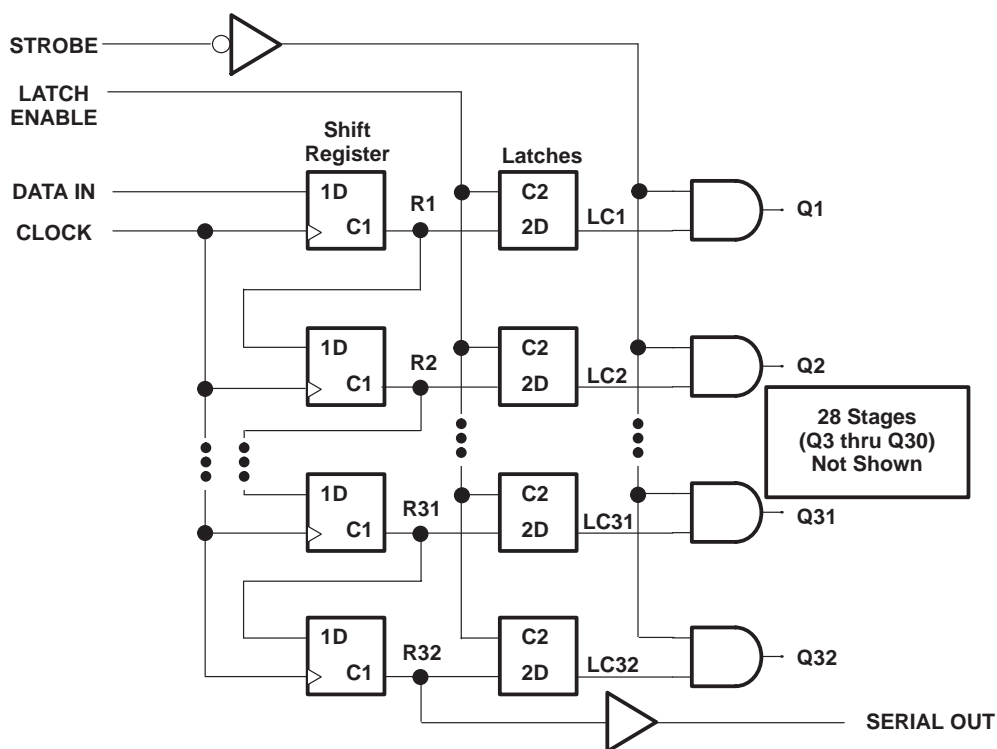 STROBE
LATCH
ENABLE
Shift
Register
Latches
DATA IN
1D
R1
C2
Q1
CLOCK
C1
2D
LC1
1D
R2
C2
Q2
C1
2D
LC2
28 Stages
(Q3 thru Q30)
Not Shown
1D
R31
C2
C1
2D
LC31
Q31
1D
R32
C2
C1
2D
LC32
Q32
SERIAL OUT